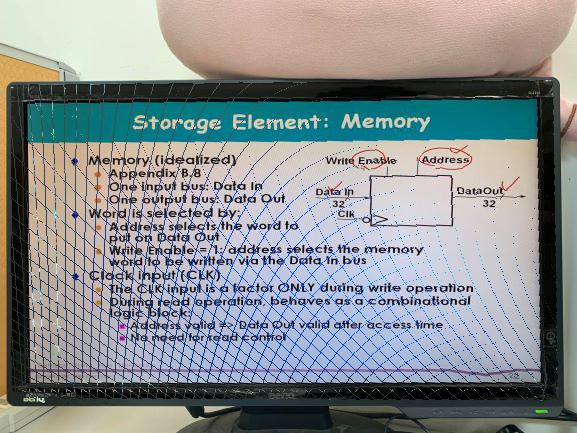 Storage Element: Memory
Memory (idealized)
Appendix B.8
One input bus: Data In
One output bus: Data Out
Word is selected by:
Address selects the word to
put on Data Out
Write Enable = 1: address selects the memory
word to be written via the Data In bus
Clock input (CLK)
The CLK input is a factor ONLY during write operation
During read operation, behaves as a combinational
logic block:
Address valid => Data Out valid after access time
No need for read control
Write Enable
Address
Data In
32
Clk
DataOut
32
BenQ